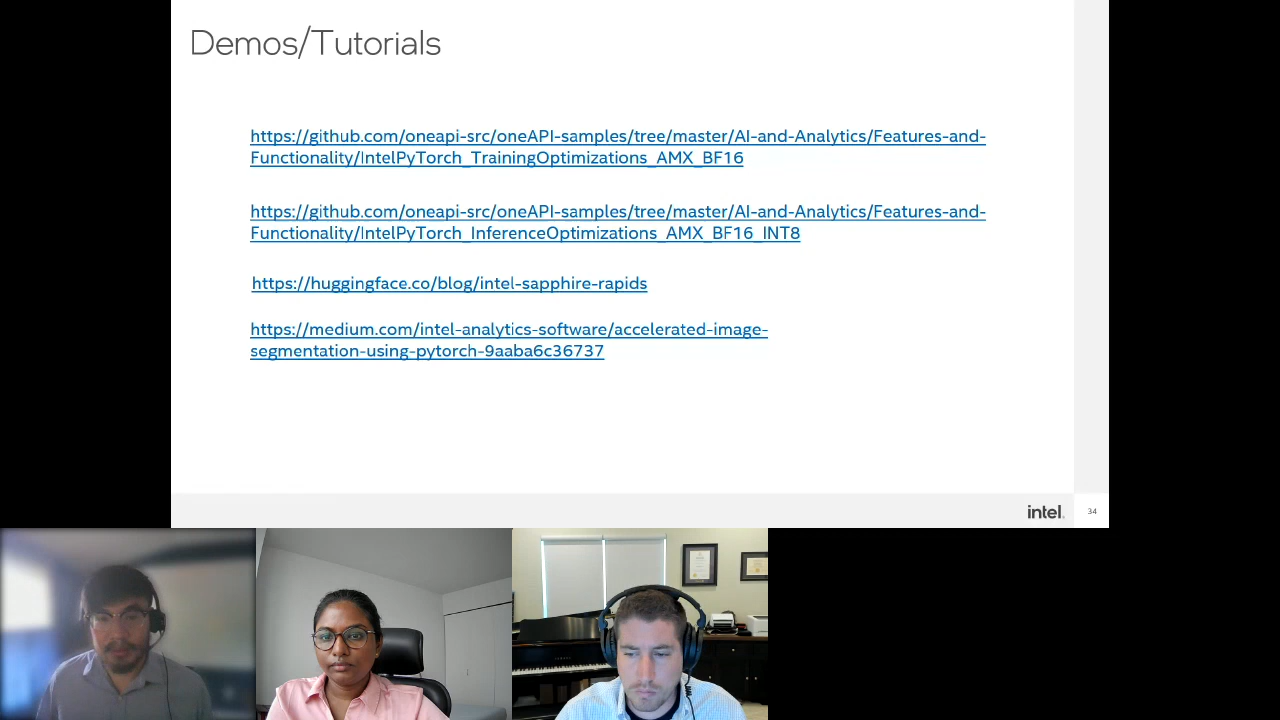 Demos/Tutorials
https://github.com/oneapi-src/oneAPI-samples/tree/master/AI-and-Analytics/Features-and-
Functionality/IntelPyTorch_TrainingOptimizations_AMX_BF16
https://github.com/oneapi-src/oneAPI-samples/tree/master/AI-and-Analytics/Features-and-
Functionality/IntelPyTorch_InferenceOptimizations_AMX_BF16_INT8
https://huggingface.co/blog/intel-sapphire-rapids
https://medium.com/intel-analytics-software/accelerated-image-
segmentation-using-pytorch-9aaba6c36737
intel.
34